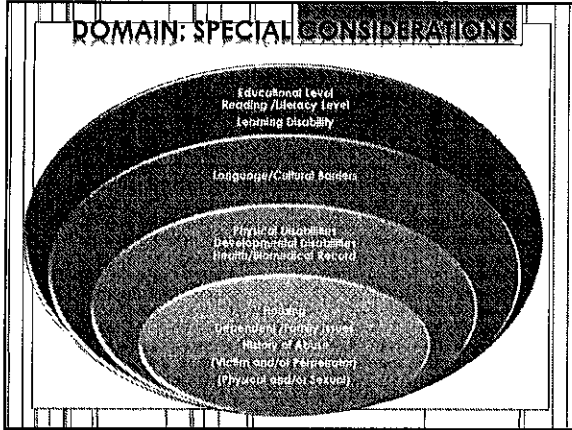 DOMAIN: SPECIAL CONSIDERATIONS
Educational Level
Reading /Literacy Level
Learning Disability
Language/Cultural Barriers
Physical Disabilities
Developmental Disabilities
Health/Biomedical Record
Housing
Dependent /Family Issues
History of Abuse
(Victim and/or Perpetrator)
(Physical and/or Sexual)